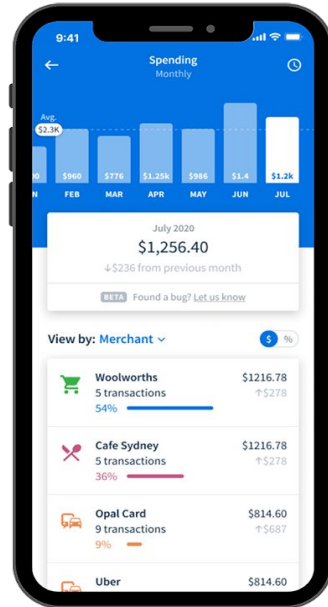 9:41
Spending
Monthly
Avg.
$2.3K
00 $960 $776 $1.25k $986 $1.4 $1.2k
N FEB MAR APR MAY JUN JUL
July 2020
$1,256.40
↓$236 from previous month
BETA Found a bug? Let us know
View by: Merchant $ %
Woolworths $1216.78
5 transactions ↑$278
54%
Cafe Sydney $1216.78
5 transactions ↑$278
36%
Opal Card $814.60
9 transactions ↑$687
9%
Uber $814.60